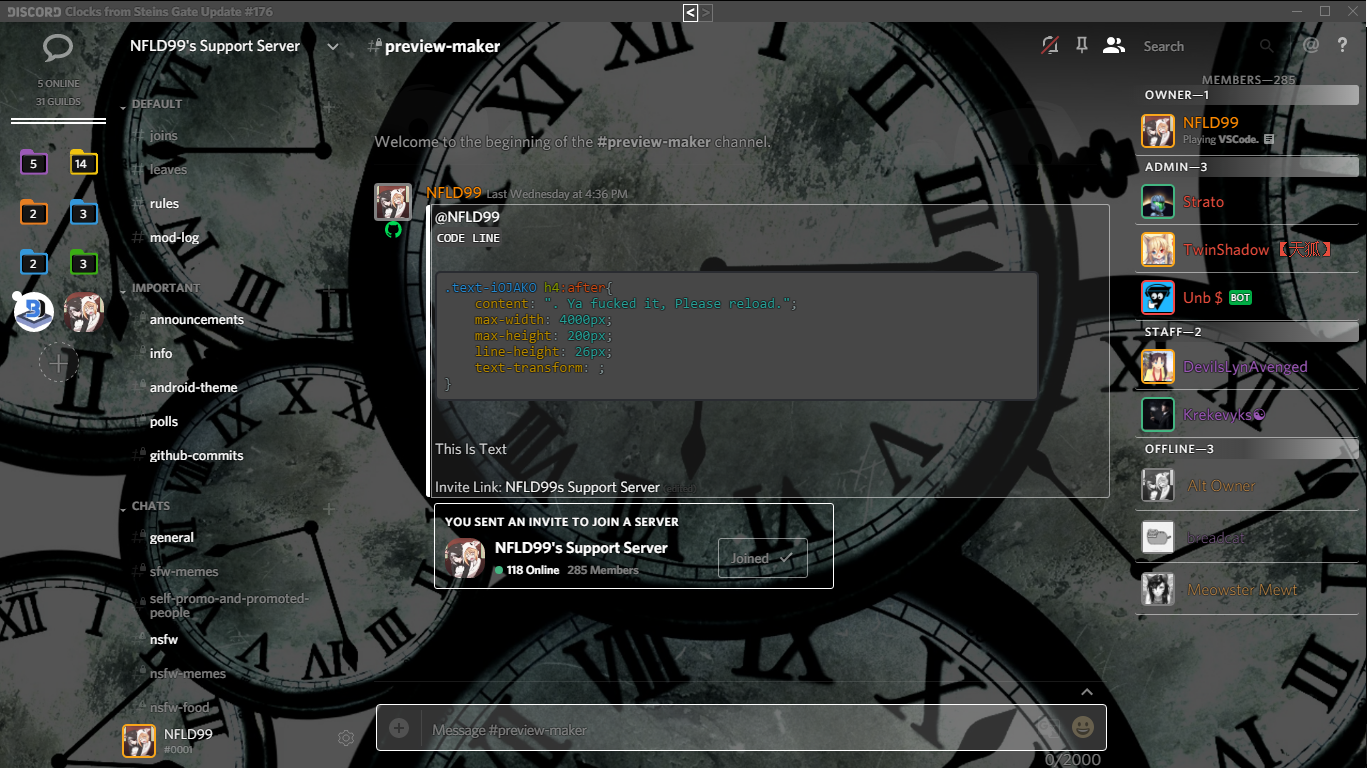 DISCORD Clocks from Steins Gate Update #176
< >
5 ONLINE
31 GUILDS
5
14
2
3
2
3
NFLD99's Support Server
DEFAULT
# joins
# leaves
# rules
# mod-log
IMPORTANT
# announcements
# info
# android-theme
# polls
# github-commits
CHATS
# general
# sfw-memes
# self-promo-and-promoted-
people
# nsfw
# nsfw-memes
# nsfw-food
NFLD99
#0001
#preview-maker
Search
@ ?
Welcome to the beginning of the #preview-maker channel.
NFLD99 Last Wednesday at 4:36 PM
@NFLD99
CODE LINE
.text-iOJAKO h4:after{
content: ". Ya fucked it, Please reload.";
max-width: 4000px;
max-height: 200px;
line-height: 26px;
text-transform: ;
}
This Is Text
Invite Link: NFLD99s Support Server (edited)
YOU SENT AN INVITE TO JOIN A SERVER
NFLD99's Support Server
118 Online 285 Members
Joined
Message #preview-maker
0/2000
MEMBERS—285
OWNER—1
NFLD99
Playing VSCode.
ADMIN—3
Strato
TwinShadow 【天狐】
Unb $ BOT
STAFF—2
DevilsLynAvenged
Krekevyks☯
OFFLINE—3
Alt Owner
breadcat
Meowster Mewt